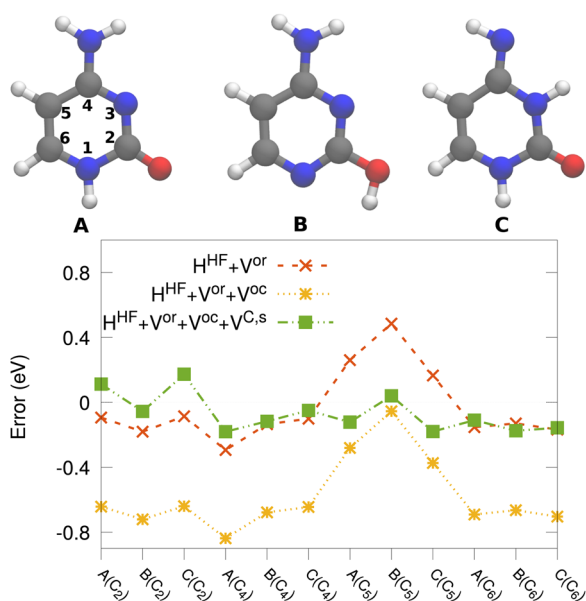 4
5 3
6 2
1
A B C
H^HF+V^or
H^HF+V^or+V^oc
H^HF+V^or+V^oc+V^C,s
Error (eV)
0.8
0.4
0
-0.4
-0.8
A(C₂) B(C₂) C(C₂) A(C₄) B(C₄) C(C₄) A(C₅) B(C₅) C(C₅) A(C₆) B(C₆) C(C₆)